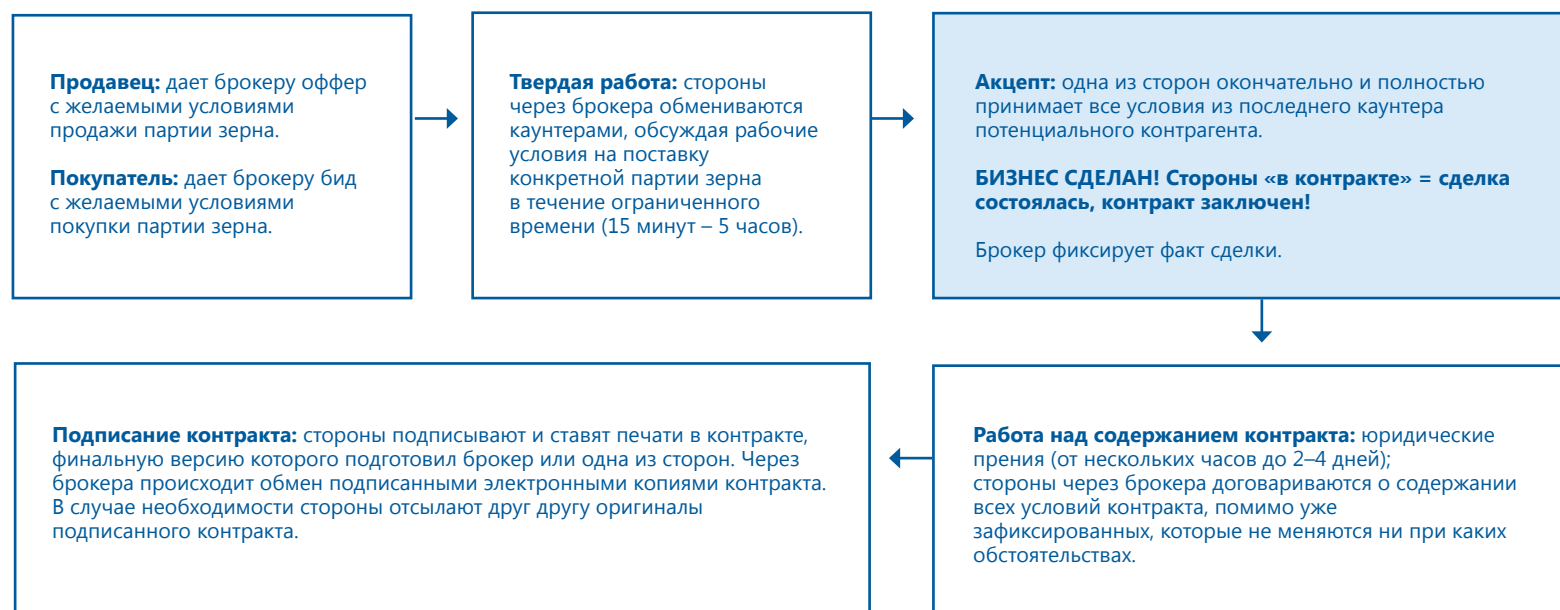 Продавец: дает брокеру оффер
с желаемыми условиями
продажи партии зерна.
Покупатель: дает брокеру бид
с желаемыми условиями
покупки партии зерна.
Твердая работа: стороны
через брокера обмениваются
каунтерами, обсуждая рабочие
условия на поставку
конкретной партии зерна
в течение ограниченного
времени (15 минут – 5 часов).
Акцепт: одна из сторон окончательно и полностью
принимает все условия из последнего каунтера
потенциального контрагента.
БИЗНЕС СДЕЛАН! Стороны «в контракте» = сделка
состоялась, контракт заключен!
Брокер фиксирует факт сделки.
Работа над содержанием контракта: юридические
прения (от нескольких часов до 2–4 дней);
стороны через брокера договариваются о содержании
всех условий контракта, помимо уже
зафиксированных, которые не меняются ни при каких
обстоятельствах.
Подписание контракта: стороны подписывают и ставят печати в контракте,
финальную версию которого подготовил брокер или одна из сторон. Через
брокера происходит обмен подписанными электронными копиями контракта.
В случае необходимости стороны отсылают друг другу оригиналы
подписанного контракта.